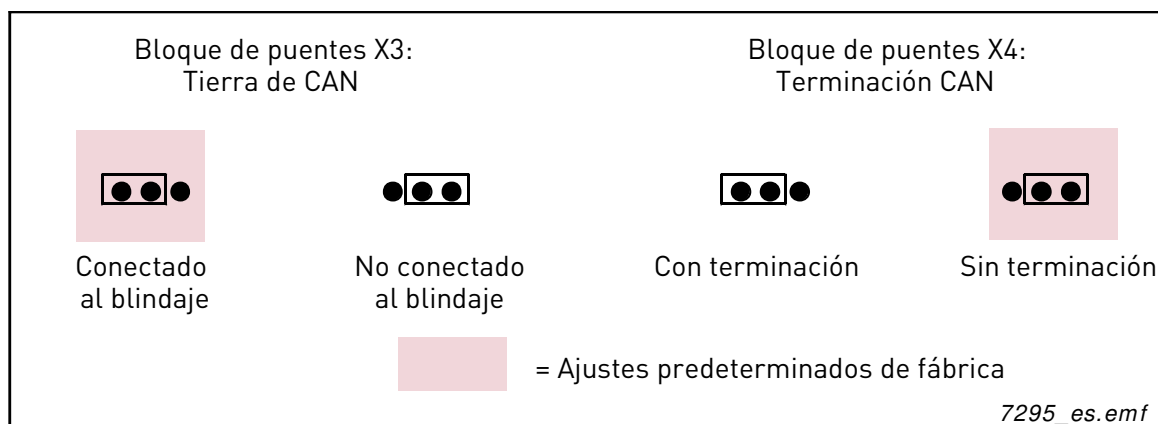 Bloque de puentes X3:
Tierra de CAN
Bloque de puentes X4:
Terminación CAN
Conectado
al blindaje
No conectado
al blindaje
Con terminación
Sin terminación
= Ajustes predeterminados de fábrica
7295_es.emf